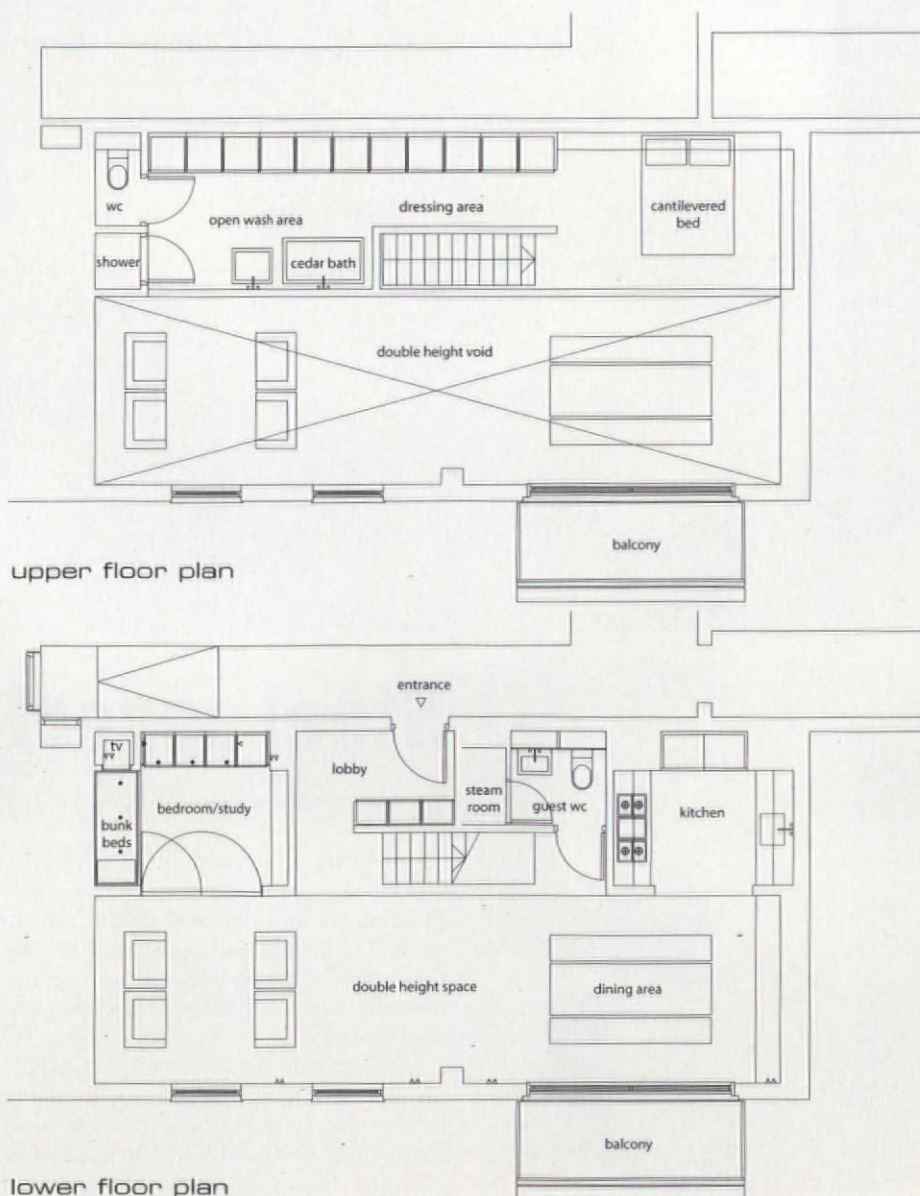 wc
open wash area
dressing area
cantilevered
bed
shower
cedar bath
double height void
balcony
upper floor plan
entrance
tv
lobby
bunk
beds
bedroom/study
steam
room
guest wc
kitchen
double height space
dining area
balcony
lower floor plan